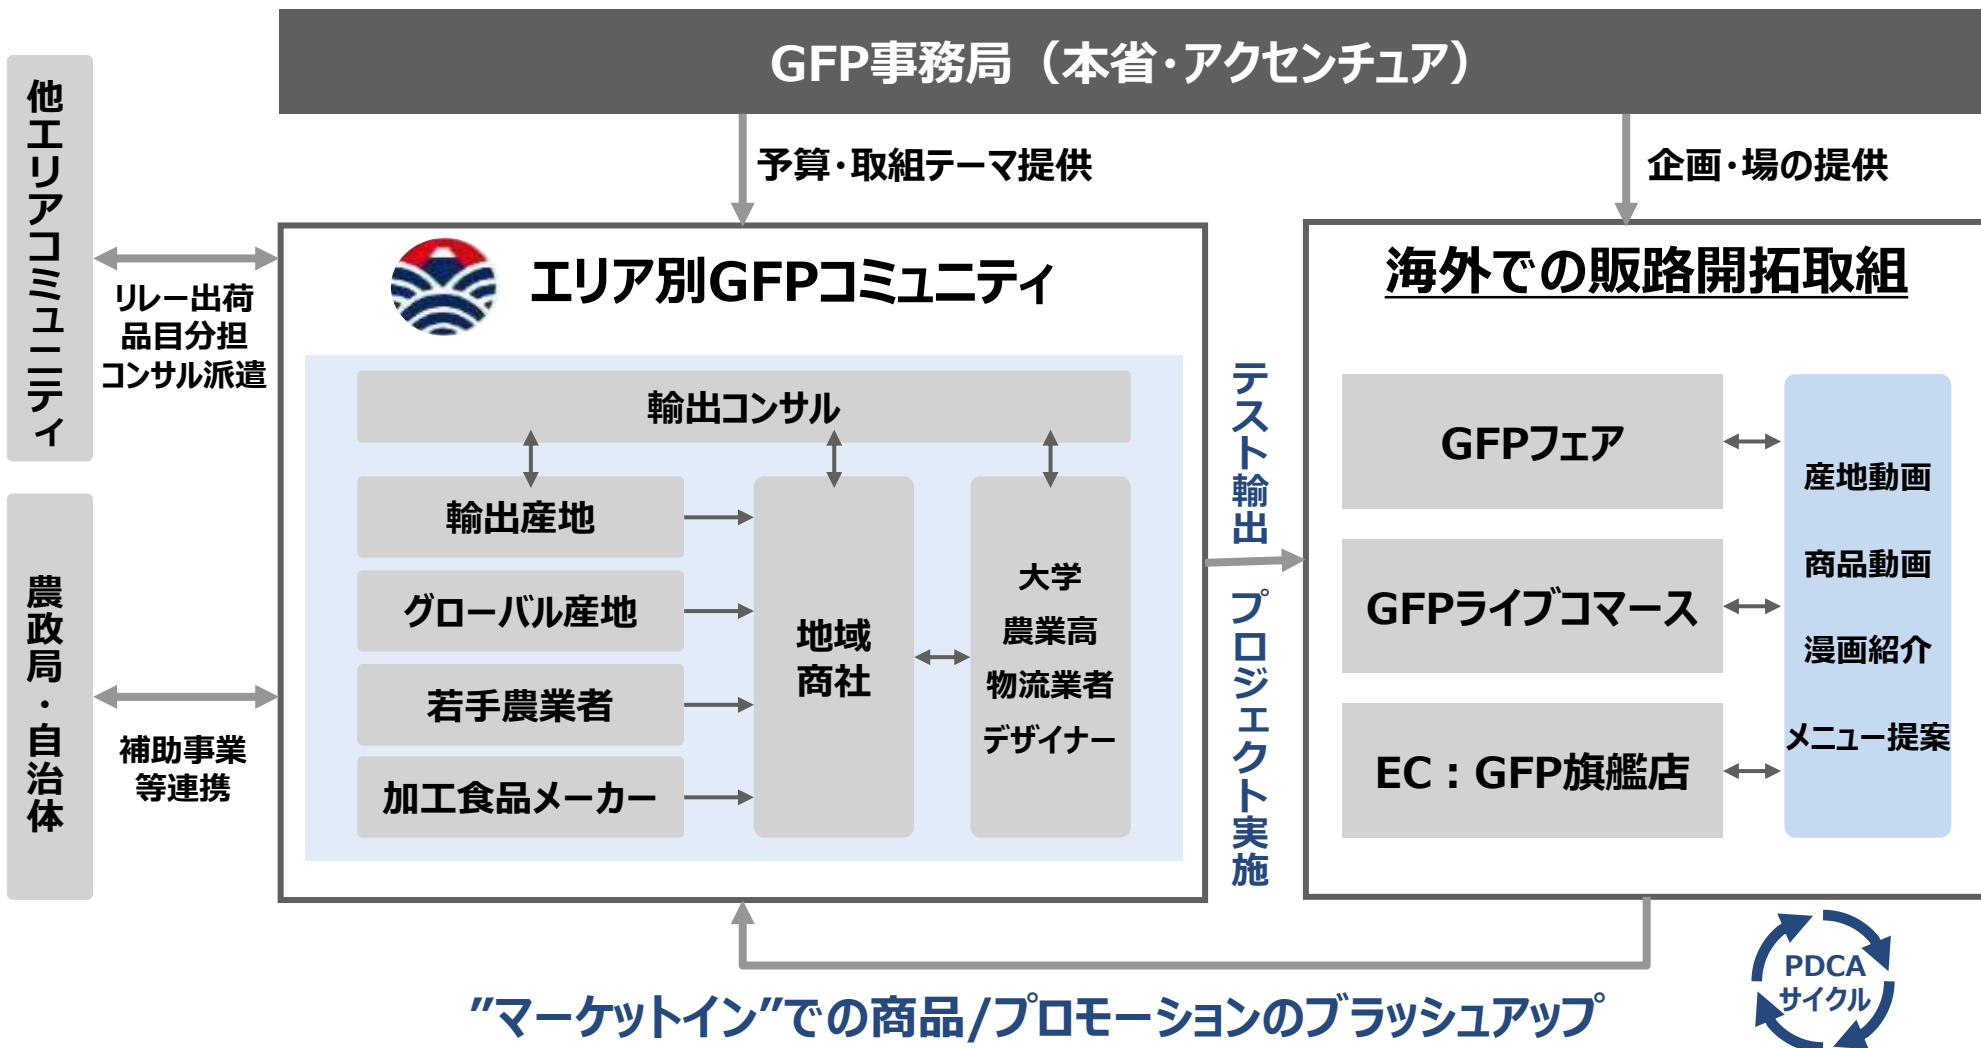 GFP事務局（本省・アクセンチュア）
他エリアコミュニティ
農政局・自治体
予算・取組テーマ提供
企画・場の提供
リレー出荷
品目分担
コンサル派遣
補助事業
等連携
エリア別GFPコミュニティ
輸出コンサル
輸出産地
グローバル産地
若手農業者
加工食品メーカー
地域
商社
大学
農業高
物流業者
デザイナー
テスト輸出 プロジェクト実施
海外での販路開拓取組
GFPフェア
GFPライブコマース
EC：GFP旗艦店
産地動画
商品動画
漫画紹介
メニュー提案
”マーケットイン”での商品/プロモーションのブラッシュアップ
PDCA
サイクル